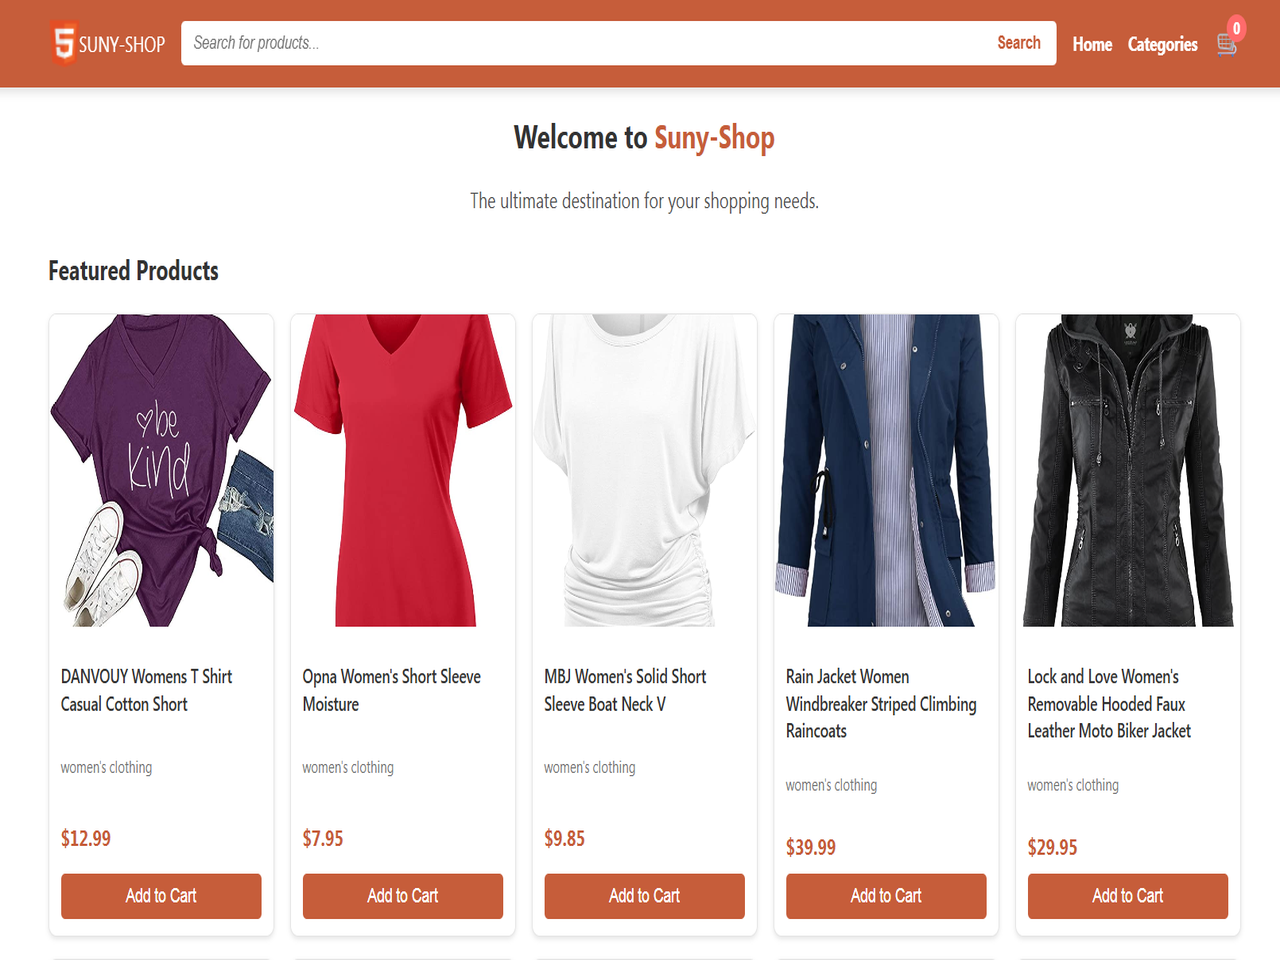 5 SUNY-SHOP
Search for products...
Search
Home
Categories
0
Welcome to Suny-Shop
The ultimate destination for your shopping needs.
Featured Products
be
kind
DANVOUY Womens T Shirt
Casual Cotton Short
women's clothing
$12.99
Add to Cart
Opna Women's Short Sleeve
Moisture
women's clothing
$7.95
Add to Cart
MBJ Women's Solid Short
Sleeve Boat Neck V
women's clothing
$9.85
Add to Cart
Rain Jacket Women
Windbreaker Striped Climbing
Raincoats
women's clothing
$39.99
Add to Cart
Lock and Love Women's
Removable Hooded Faux
Leather Moto Biker Jacket
women's clothing
$29.95
Add to Cart